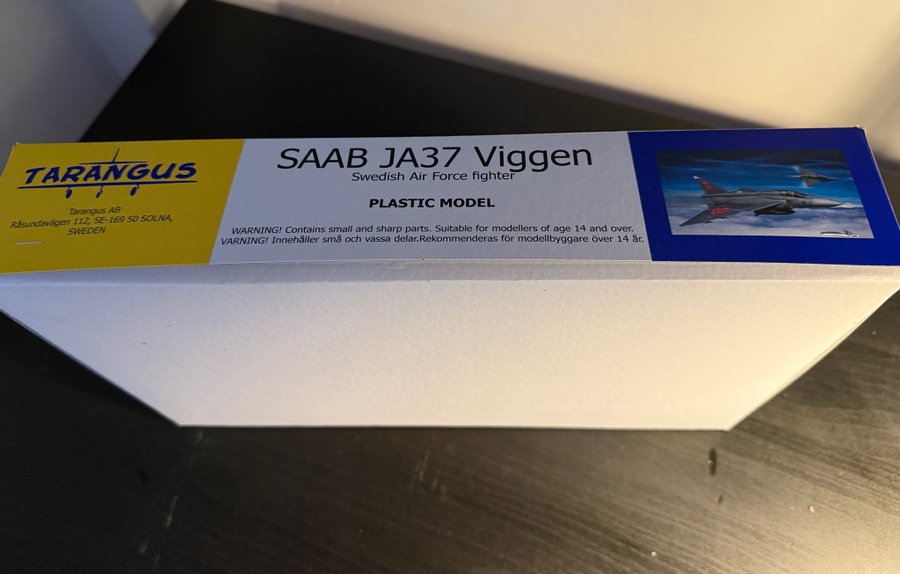 TARANGUS
Tarangus AB
Råsundavägen 112, SE-169 50 SOLNA,
SWEDEN
SAAB JA37 Viggen
Swedish Air Force fighter
PLASTIC MODEL
WARNING! Contains small and sharp parts. Suitable for modellers of age 14 and over.
VARNING! Innehåller små och vassa delar.Rekommenderas för modellbyggare över 14 år.